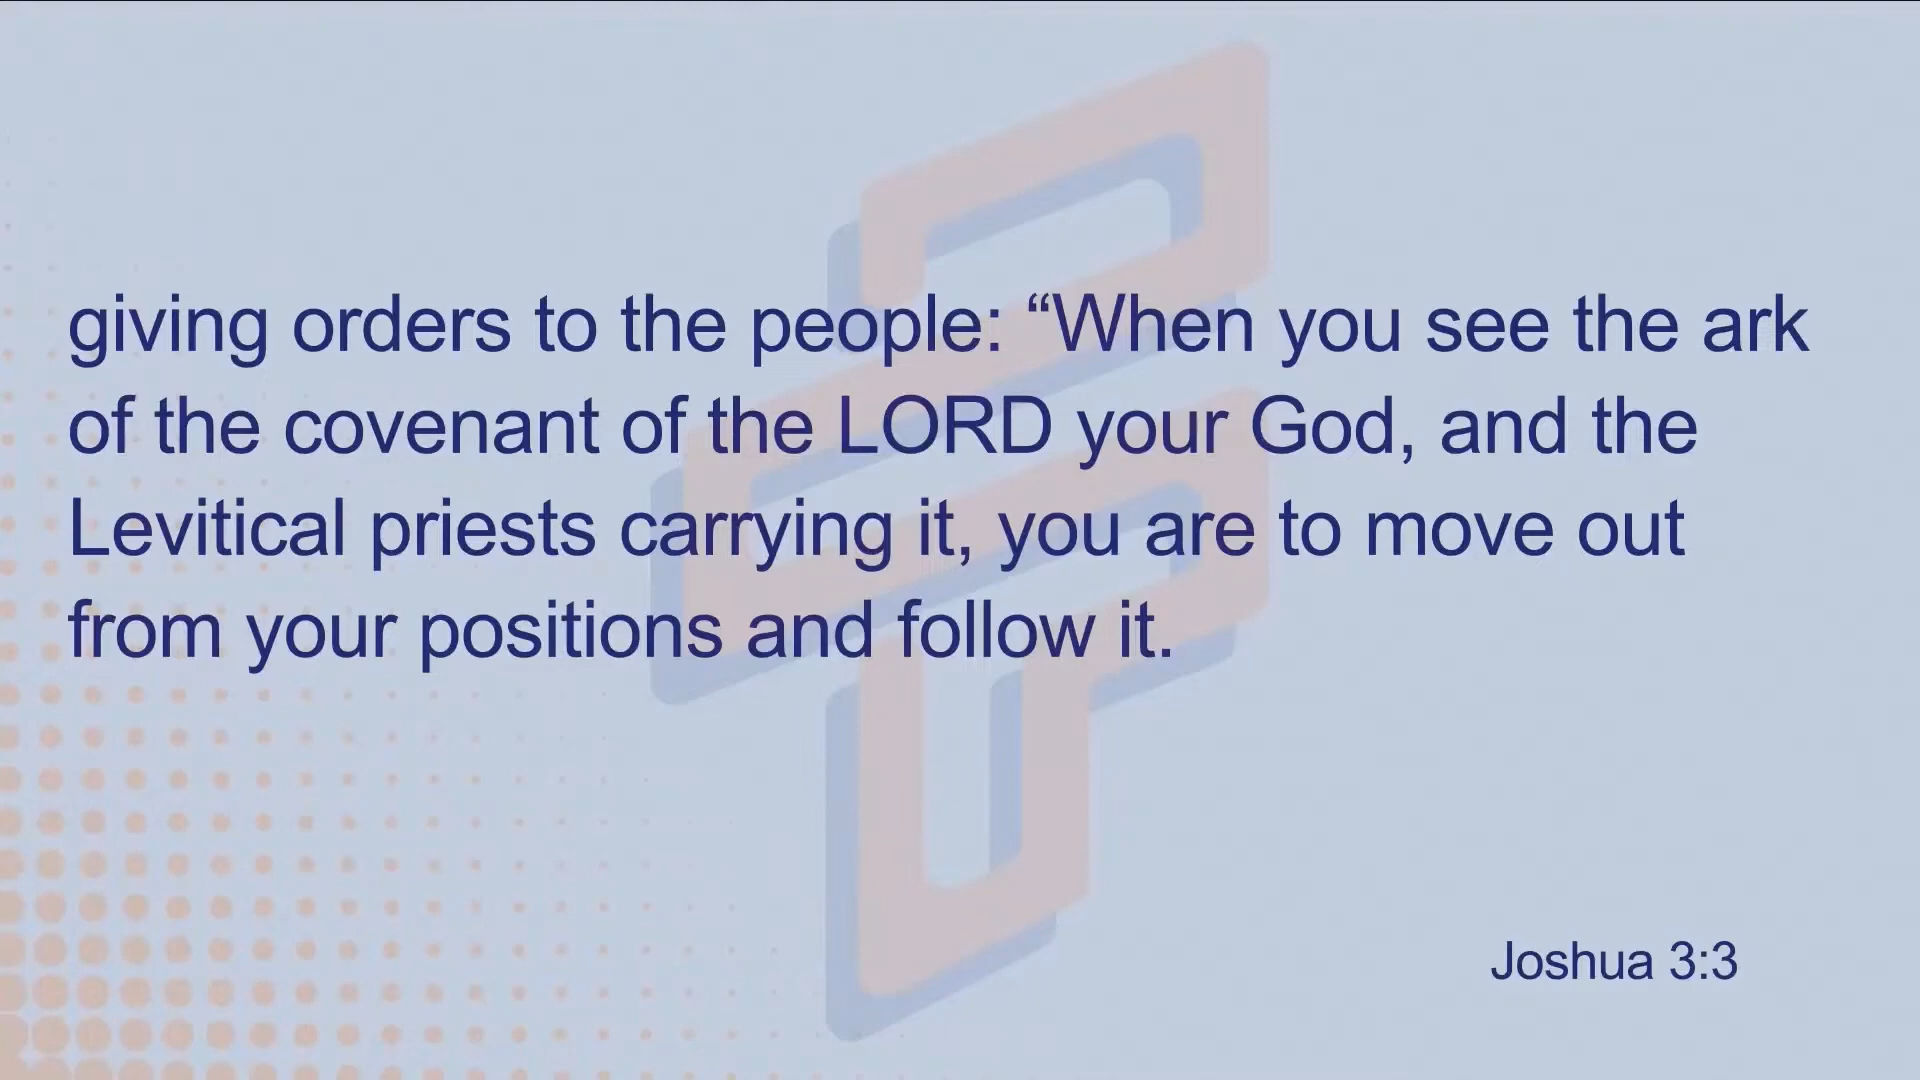 giving orders to the people: “When you see the ark
of the covenant of the LORD your God, and the
Levitical priests carrying it, you are to move out
from your positions and follow it.
Joshua 3:3